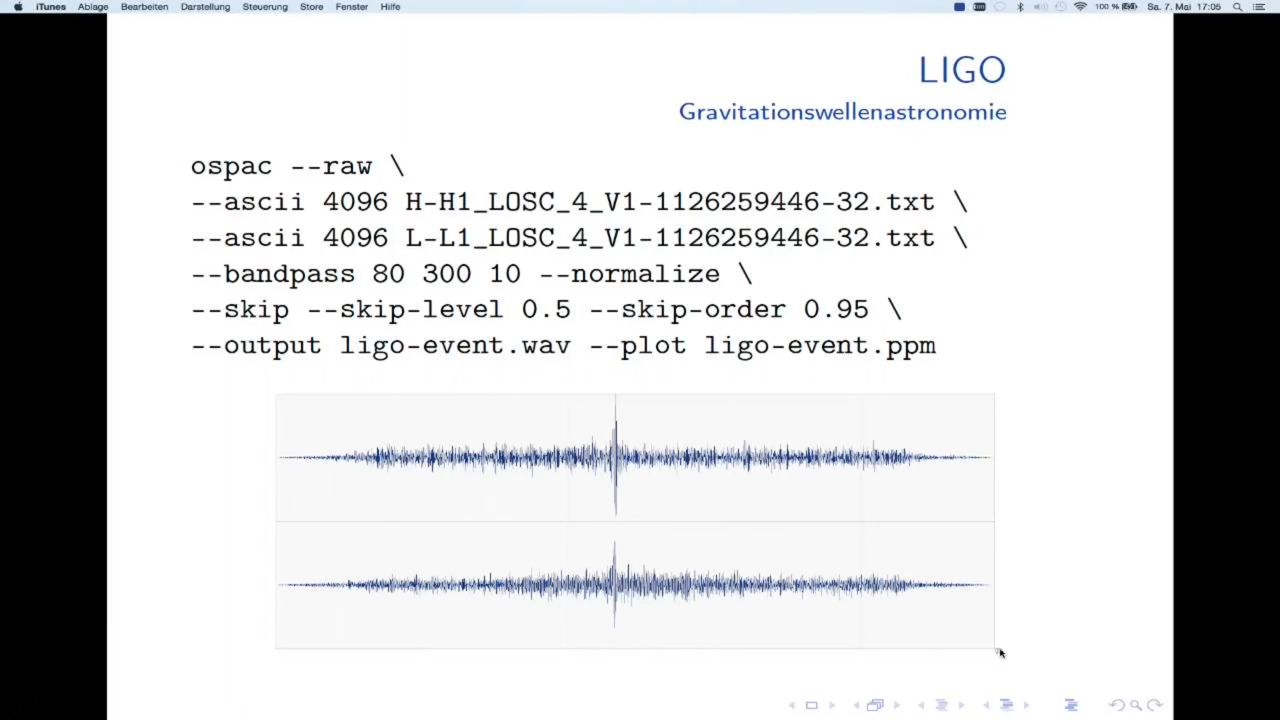 iTunes Ablage Bearbeiten Darstellung Steuerung Store Fenster Hilfe 100 % Sa. 7. Mai 17:05
LIGO
Gravitationswellenastronomie
ospac --raw \
--ascii 4096 H-H1_LOSC_4_V1-1126259446-32.txt \
--ascii 4096 L-L1_LOSC_4_V1-1126259446-32.txt \
--bandpass 80 300 10 --normalize \
--skip --skip-level 0.5 --skip-order 0.95 \
--output ligo-event.wav --plot ligo-event.ppm